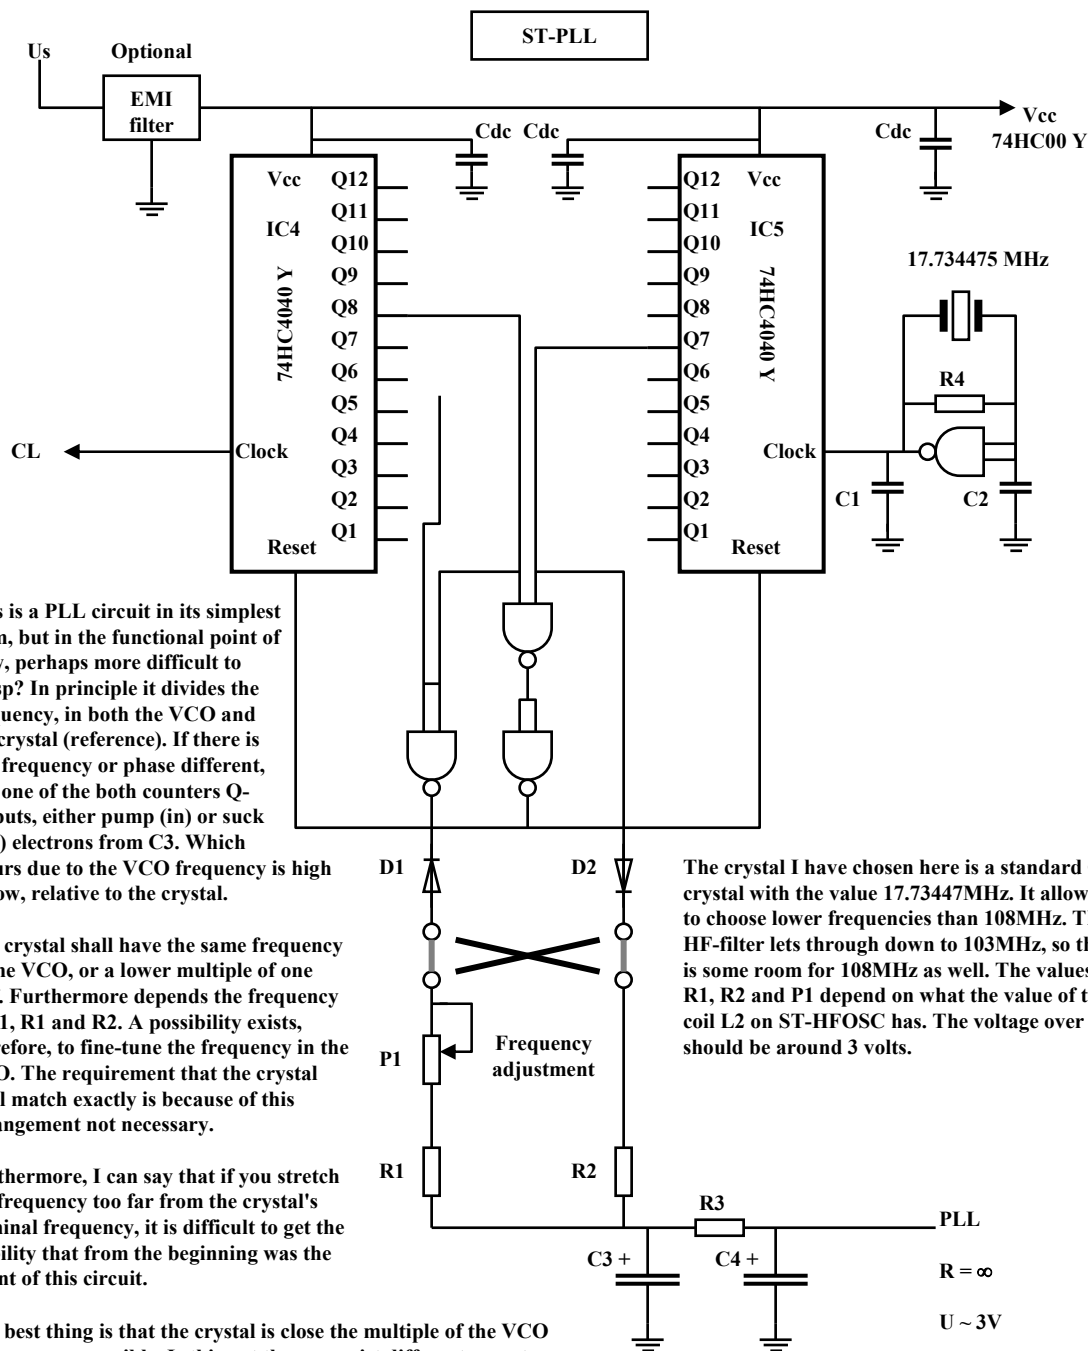 ST-PLL
Us
Optional
EMI
filter
Cdc
Cdc
Cdc
Vcc
74HC00 Y
Vcc
IC4
74HC4040 Y
Q12
Q11
Q10
Q9
Q8
Q7
Q6
Q5
Q4
Q3
Q2
Q1
Clock
Reset
CL
Q12
Q11
Q10
Q9
Q8
Q7
Q6
Q5
Q4
Q3
Q2
Q1
Vcc
IC5
74HC4040 Y
Clock
Reset
17.734475 MHz
R4
C1
C2
s is a PLL circuit in its simplest
, but in the functional point of
, perhaps more difficult to
sp? In principle it divides the
uency, in both the VCO and
crystal (reference). If there is
frequency or phase different,
one of the both counters Q-
puts, either pump (in) or suck
) electrons from C3. Which
urs due to the VCO frequency is high
ow, relative to the crystal.
crystal shall have the same frequency
he VCO, or a lower multiple of one
. Furthermore depends the frequency
1, R1 and R2. A possibility exists,
refore, to fine-tune the frequency in the
O. The requirement that the crystal
l match exactly is because of this
angement not necessary.
thermore, I can say that if you stretch
frequency too far from the crystal's
inal frequency, it is difficult to get the
bility that from the beginning was the
nt of this circuit.
best thing is that the crystal is close the multiple of the VCO
D1
D2
P1
Frequency
adjustment
R1
R2
R3
C3 +
C4 +
PLL
R = ∞
U ~ 3V
The crystal I have chosen here is a standard
crystal with the value 17.73447MHz. It allow
to choose lower frequencies than 108MHz. T
HF-filter lets through down to 103MHz, so th
is some room for 108MHz as well. The values
R1, R2 and P1 depend on what the value of t
coil L2 on ST-HFOSC has. The voltage over
should be around 3 volts.